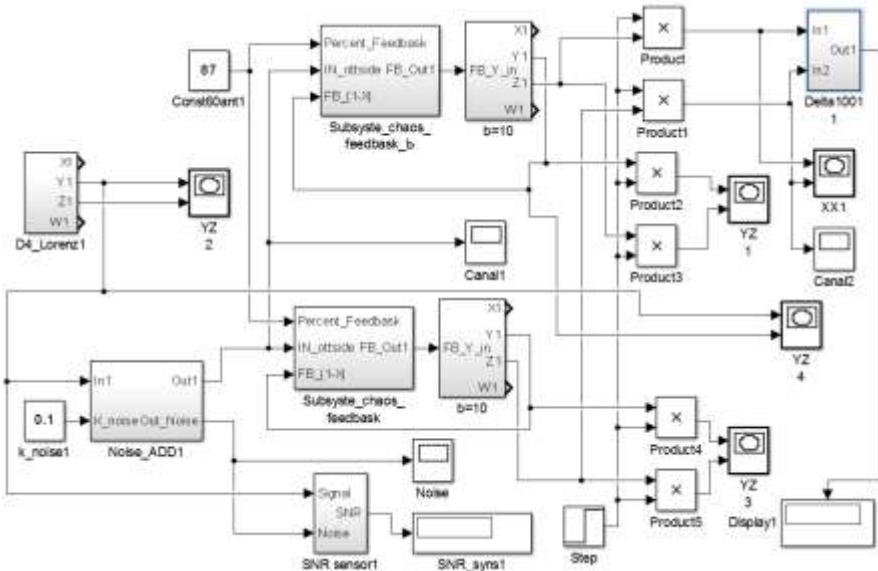 X1
Y1
Z1
W1
b=10
FB_Y_in
Percent_Feedbask
IN_ottside FB_Out1
FB_(1-X)
Subsyste_chaos_
feedbask_b
87
Const60ant1
×
Product
×
Product1
In1
Out1
In2
Delta1001
1
X1
Y1
Z1
W1
D4_Lorenz1
YZ
2
×
Product2
×
Product3
YZ
1
XX1
Canal1
Canal2
Percent_Feedbask
IN_ottside FB_Out1
FB_(1-X)
Subsyste_chaos_
feedbask
X1
Y1
FB_Y_in
Z1
W1
b=10
YZ
4
In1
Out1
K_noise Out_Noise
Noise_ADD1
0.1
k_noise1
×
Product4
×
Product5
YZ
3
Noise
Signal
SNR
Noise
SNR sensor1
SNR_syns1
Step
Display1